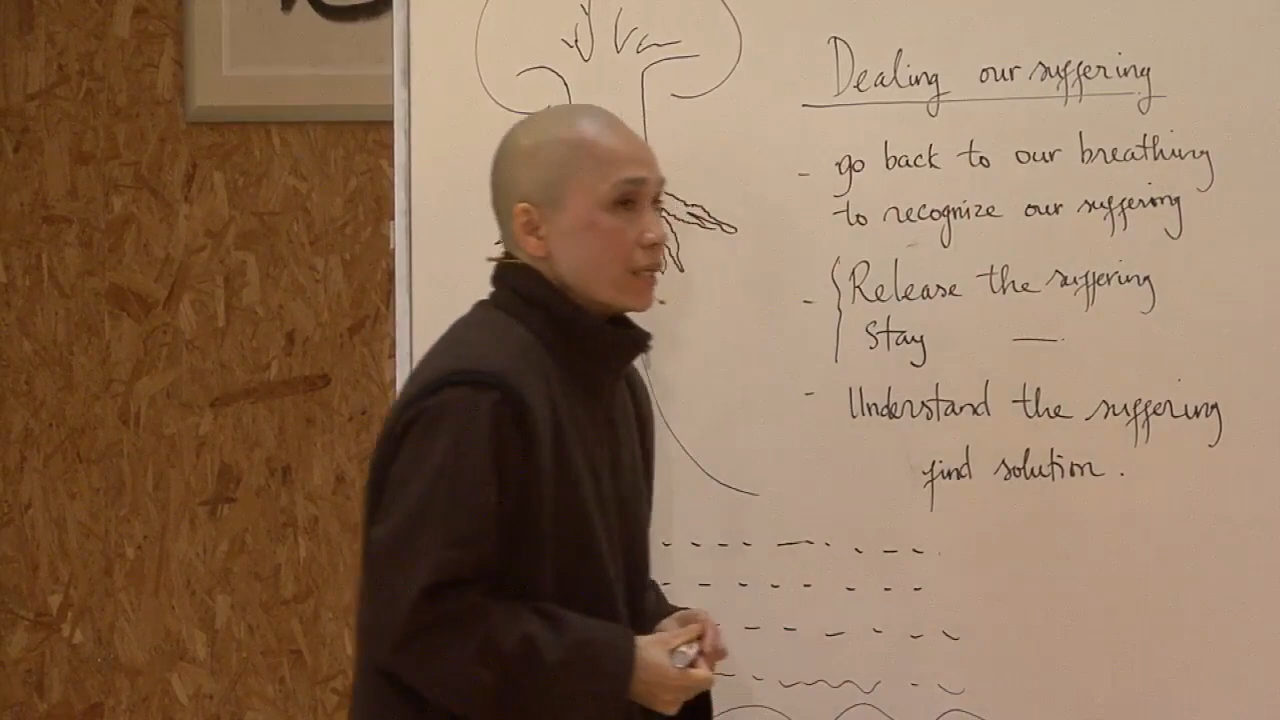 Dealing our suffering
- go back to our breathing
to recognize our suffering
- { Release the suffering
stay —
- Understand the suffering
find solution.